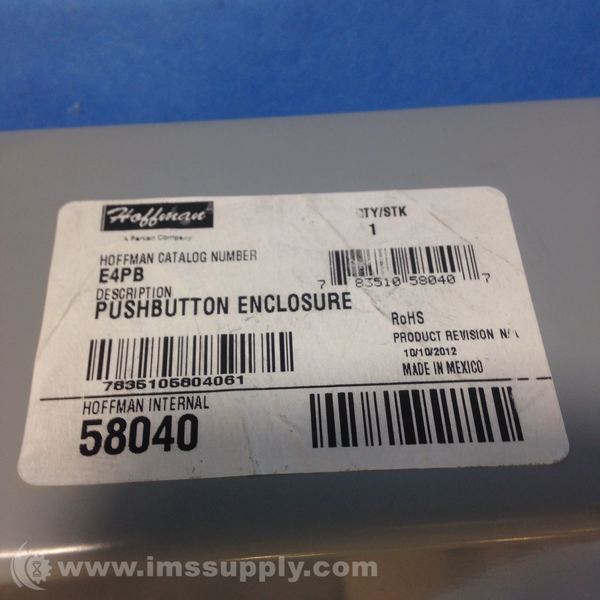 Hoffman
A Pentair Company
QTY/STK
1
HOFFMAN CATALOG NUMBER
E4PB
7 83510 58040 7
DESCRIPTION
PUSHBUTTON ENCLOSURE
RoHS
PRODUCT REVISION
10/10/2012
MADE IN MEXICO
7835105804061
HOFFMAN INTERNAL
58040
www.imssupply.com